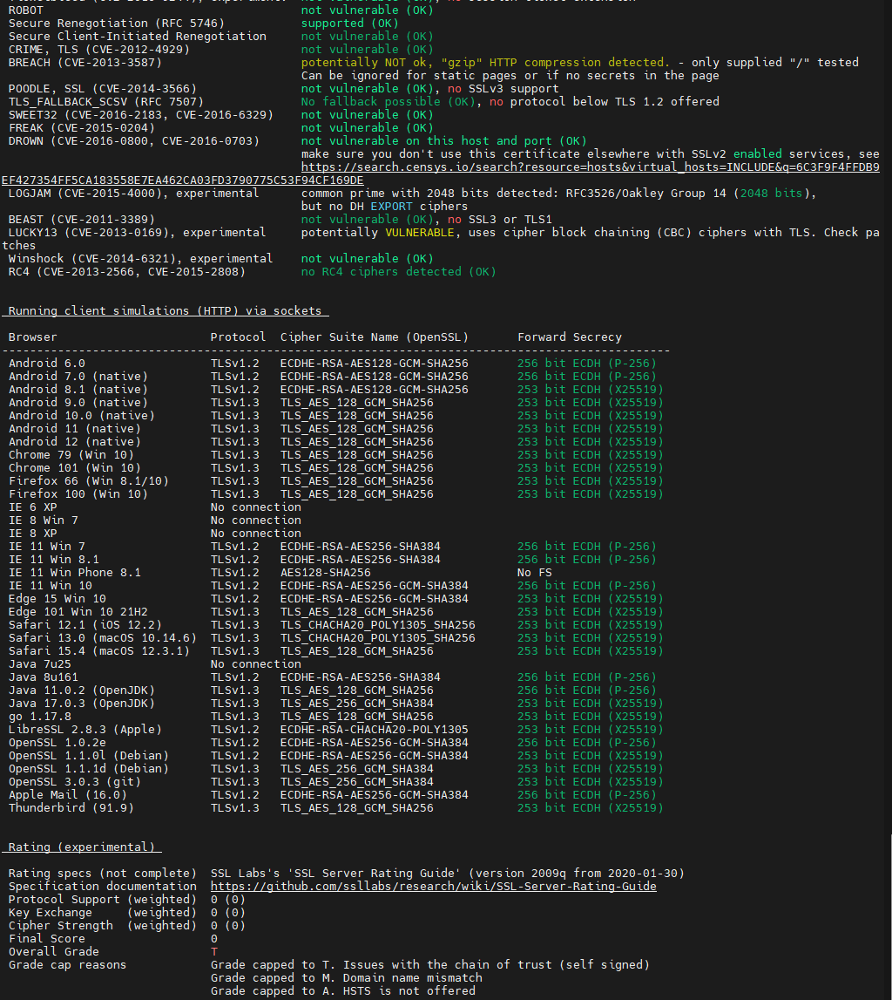 ROBOT not vulnerable (OK)
Secure Renegotiation (RFC 5746) supported (OK)
Secure Client-Initiated Renegotiation not vulnerable (OK)
CRIME, TLS (CVE-2012-4929) not vulnerable (OK)
BREACH (CVE-2013-3587) potentially NOT ok, "gzip" HTTP compression detected. - only supplied "/" tested
Can be ignored for static pages or if no secrets in the page
POODLE, SSL (CVE-2014-3566) not vulnerable (OK), no SSLv3 support
TLS_FALLBACK_SCSV (RFC 7507) No fallback possible (OK), no protocol below TLS 1.2 offered
SWEET32 (CVE-2016-2183, CVE-2016-6329) not vulnerable (OK)
FREAK (CVE-2015-0204) not vulnerable (OK)
DROWN (CVE-2016-0800, CVE-2016-0703) not vulnerable on this host and port (OK)
make sure you don't use this certificate elsewhere with SSLv2 enabled services, see
https://search.censys.io/search?resource=hosts&virtual_hosts=INCLUDE&q=6C3F9F4FFDB9
EF427354FF5CA183558E7EA462CA03FD3790775C53F94CF169DE
LOGJAM (CVE-2015-4000), experimental common prime with 2048 bits detected: RFC3526/Oakley Group 14 (2048 bits),
but no DH EXPORT ciphers
BEAST (CVE-2011-3389) not vulnerable (OK), no SSL3 or TLS1
LUCKY13 (CVE-2013-0169), experimental potentially VULNERABLE, uses cipher block chaining (CBC) ciphers with TLS. Check pa
tches
Winshock (CVE-2014-6321), experimental not vulnerable (OK)
RC4 (CVE-2013-2566, CVE-2015-2808) no RC4 ciphers detected (OK)
Running client simulations (HTTP) via sockets
Browser Protocol Cipher Suite Name (OpenSSL) Forward Secrecy
------------------------------------------------------------------------------------------------
Android 6.0 TLSv1.2 ECDHE-RSA-AES128-GCM-SHA256 256 bit ECDH (P-256)
Android 7.0 (native) TLSv1.2 ECDHE-RSA-AES128-GCM-SHA256 256 bit ECDH (P-256)
Android 8.1 (native) TLSv1.2 ECDHE-RSA-AES128-GCM-SHA256 253 bit ECDH (X25519)
Android 9.0 (native) TLSv1.3 TLS_AES_128_GCM_SHA256 253 bit ECDH (X25519)
Android 10.0 (native) TLSv1.3 TLS_AES_128_GCM_SHA256 253 bit ECDH (X25519)
Android 11 (native) TLSv1.3 TLS_AES_128_GCM_SHA256 253 bit ECDH (X25519)
Android 12 (native) TLSv1.3 TLS_AES_128_GCM_SHA256 253 bit ECDH (X25519)
Chrome 79 (Win 10) TLSv1.3 TLS_AES_128_GCM_SHA256 253 bit ECDH (X25519)
Chrome 101 (Win 10) TLSv1.3 TLS_AES_128_GCM_SHA256 253 bit ECDH (X25519)
Firefox 66 (Win 8.1/10) TLSv1.3 TLS_AES_128_GCM_SHA256 253 bit ECDH (X25519)
Firefox 100 (Win 10) TLSv1.3 TLS_AES_128_GCM_SHA256 253 bit ECDH (X25519)
IE 6 XP No connection
IE 8 Win 7 No connection
IE 8 XP No connection
IE 11 Win 7 TLSv1.2 ECDHE-RSA-AES256-SHA384 256 bit ECDH (P-256)
IE 11 Win 8.1 TLSv1.2 ECDHE-RSA-AES256-SHA384 256 bit ECDH (P-256)
IE 11 Win Phone 8.1 TLSv1.2 AES128-SHA256 No FS
IE 11 Win 10 TLSv1.2 ECDHE-RSA-AES256-GCM-SHA384 256 bit ECDH (P-256)
Edge 15 Win 10 TLSv1.2 ECDHE-RSA-AES256-GCM-SHA384 253 bit ECDH (X25519)
Edge 101 Win 10 21H2 TLSv1.3 TLS_AES_128_GCM_SHA256 253 bit ECDH (X25519)
Safari 12.1 (iOS 12.2) TLSv1.3 TLS_CHACHA20_POLY1305_SHA256 253 bit ECDH (X25519)
Safari 13.0 (macOS 10.14.6) TLSv1.3 TLS_CHACHA20_POLY1305_SHA256 253 bit ECDH (X25519)
Safari 15.4 (macOS 12.3.1) TLSv1.3 TLS_AES_128_GCM_SHA256 253 bit ECDH (X25519)
Java 7u25 No connection
Java 8u161 TLSv1.2 ECDHE-RSA-AES256-SHA384 256 bit ECDH (P-256)
Java 11.0.2 (OpenJDK) TLSv1.3 TLS_AES_128_GCM_SHA256 256 bit ECDH (P-256)
Java 17.0.3 (OpenJDK) TLSv1.3 TLS_AES_256_GCM_SHA384 253 bit ECDH (X25519)
go 1.17.8 TLSv1.3 TLS_AES_128_GCM_SHA256 253 bit ECDH (X25519)
LibreSSL 2.8.3 (Apple) TLSv1.2 ECDHE-RSA-CHACHA20-POLY1305 253 bit ECDH (X25519)
OpenSSL 1.0.2e TLSv1.2 ECDHE-RSA-AES256-GCM-SHA384 256 bit ECDH (P-256)
OpenSSL 1.1.0l (Debian) TLSv1.2 ECDHE-RSA-AES256-GCM-SHA384 253 bit ECDH (X25519)
OpenSSL 1.1.1d (Debian) TLSv1.3 TLS_AES_256_GCM_SHA384 253 bit ECDH (X25519)
OpenSSL 3.0.3 (git) TLSv1.3 TLS_AES_256_GCM_SHA384 253 bit ECDH (X25519)
Apple Mail (16.0) TLSv1.2 ECDHE-RSA-AES256-GCM-SHA384 256 bit ECDH (P-256)
Thunderbird (91.9) TLSv1.3 TLS_AES_128_GCM_SHA256 253 bit ECDH (X25519)
Rating (experimental)
Rating specs (not complete) SSL Labs's 'SSL Server Rating Guide' (version 2009q from 2020-01-30)
Specification documentation https://github.com/ssllabs/research/wiki/SSL-Server-Rating-Guide
Protocol Support (weighted) 0 (0)
Key Exchange (weighted) 0 (0)
Cipher Strength (weighted) 0 (0)
Final Score 0
Overall Grade T
Grade cap reasons Grade capped to T. Issues with the chain of trust (self signed)
Grade capped to M. Domain name mismatch
Grade capped to A. HSTS is not offered